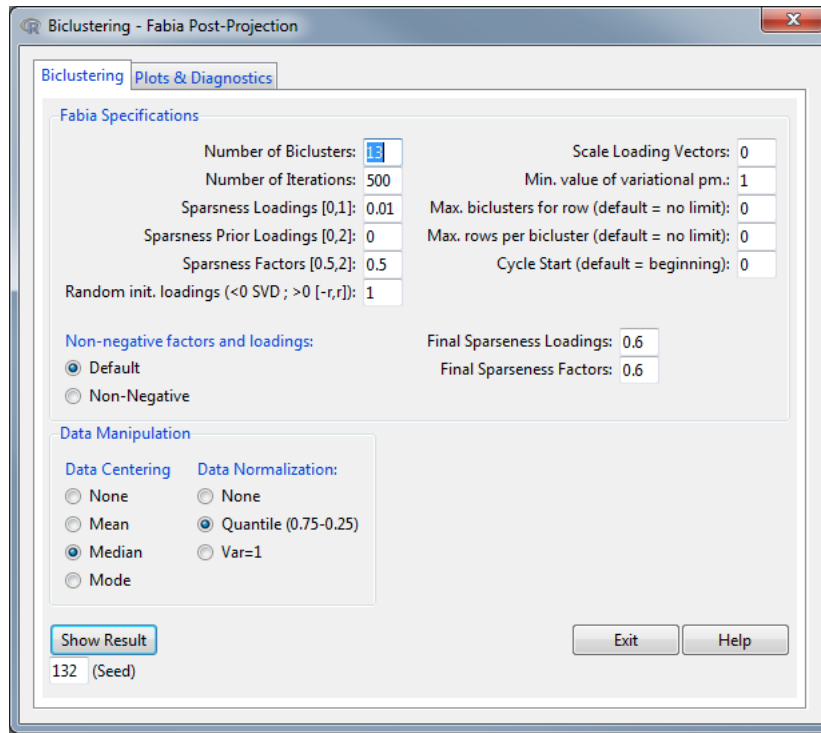 Biclustering - Fabia Post-Projection
Biclustering
Plots & Diagnostics
Fabia Specifications
Number of Biclusters: 13
Number of Iterations: 500
Sparsness Loadings [0,1]: 0.01
Sparsness Prior Loadings [0,2]: 0
Sparsness Factors [0.5,2]: 0.5
Random init. loadings (<0 SVD ; >0 [-r,r]): 1
Scale Loading Vectors: 0
Min. value of variational pm.: 1
Max. biclusters for row (default = no limit): 0
Max. rows per bicluster (default = no limit): 0
Cycle Start (default = beginning): 0
Non-negative factors and loadings:
Default
Non-Negative
Final Sparseness Loadings: 0.6
Final Sparseness Factors: 0.6
Data Manipulation
Data Centering
None
Mean
Median
Mode
Data Normalization:
None
Quantile (0.75-0.25)
Var=1
Show Result
Exit
Help
132 (Seed)